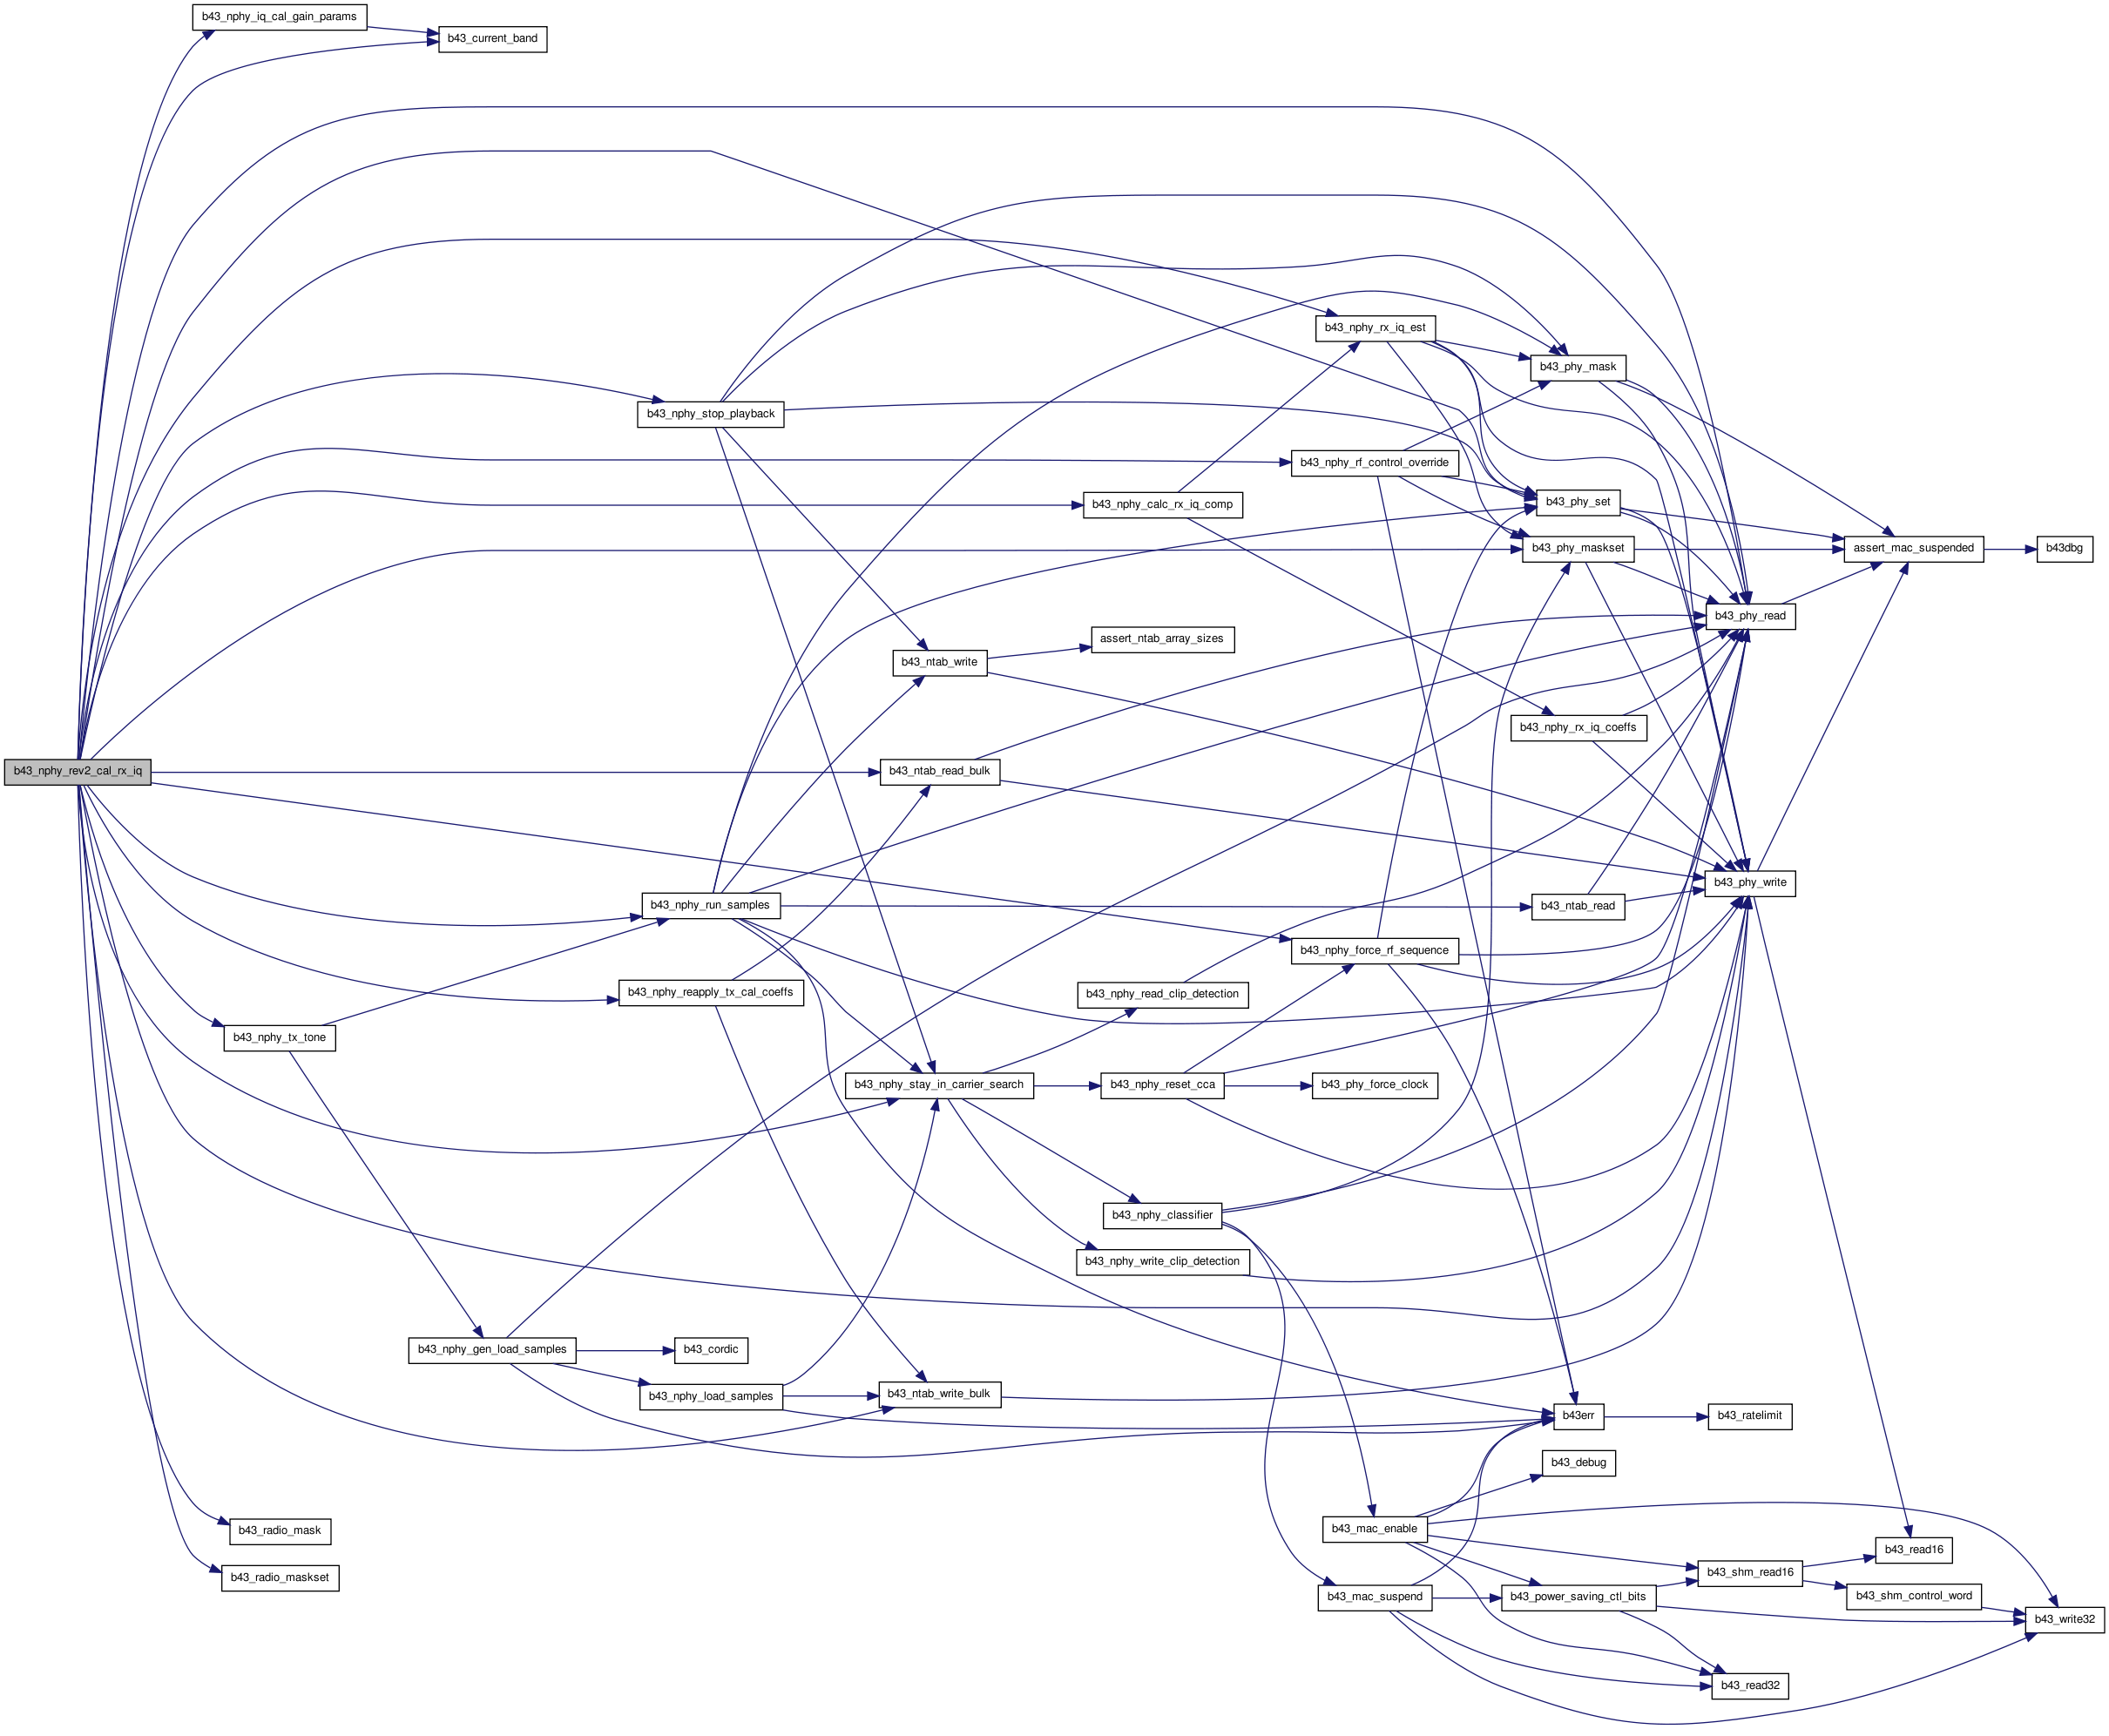 b43_nphy_iq_cal_gain_params
b43_current_band
b43_nphy_rx_iq_est
b43_phy_mask
b43_nphy_stop_playback
b43_nphy_rf_control_override
b43_nphy_calc_rx_iq_comp
b43_phy_set
b43_phy_maskset
assert_mac_suspended
b43dbg
b43_phy_read
assert_ntab_array_sizes
b43_ntab_write
b43_nphy_rx_iq_coeffs
b43_nphy_rev2_cal_rx_iq
b43_ntab_read_bulk
b43_phy_write
b43_nphy_run_samples
b43_ntab_read
b43_nphy_force_rf_sequence
b43_nphy_reapply_tx_cal_coeffs
b43_nphy_read_clip_detection
b43_nphy_tx_tone
b43_nphy_stay_in_carrier_search
b43_nphy_reset_cca
b43_phy_force_clock
b43_nphy_classifier
b43_nphy_write_clip_detection
b43_nphy_gen_load_samples
b43_cordic
b43_nphy_load_samples
b43_ntab_write_bulk
b43err
b43_ratelimit
b43_debug
b43_radio_mask
b43_mac_enable
b43_read16
b43_shm_read16
b43_radio_maskset
b43_mac_suspend
b43_power_saving_ctl_bits
b43_shm_control_word
b43_write32
b43_read32